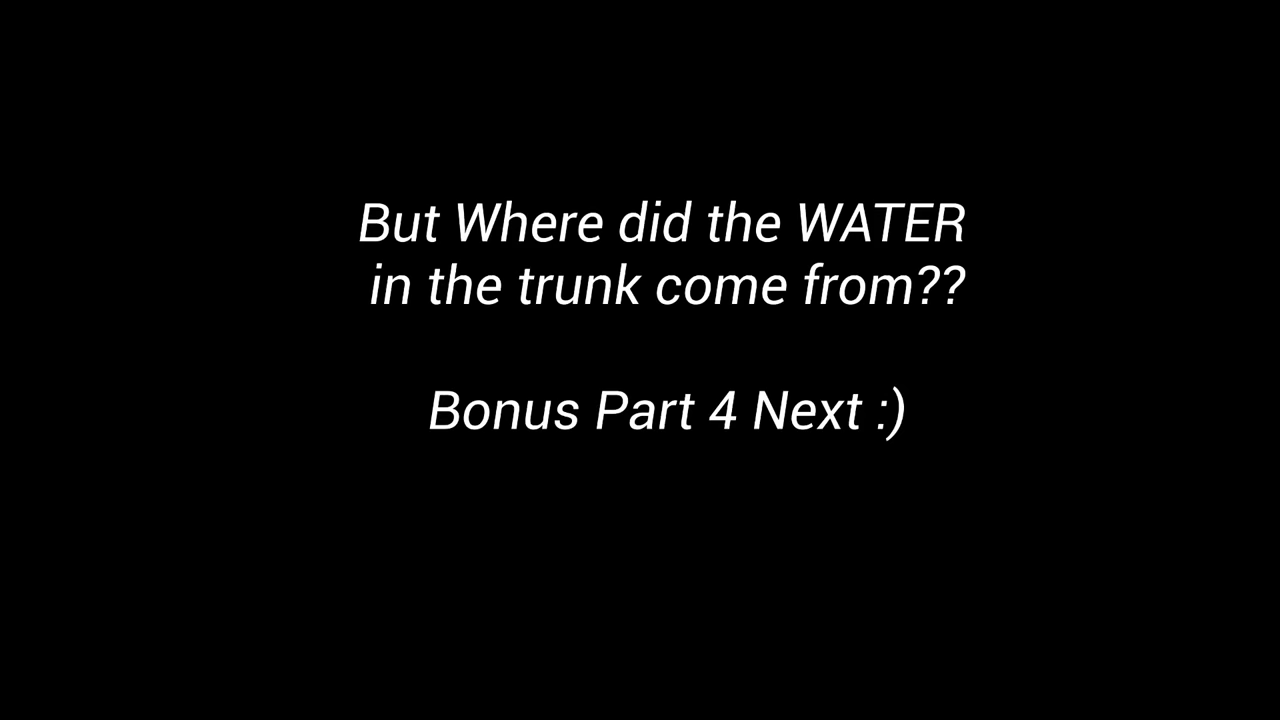 But Where did the WATER
in the trunk come from??
Bonus Part 4 Next :)